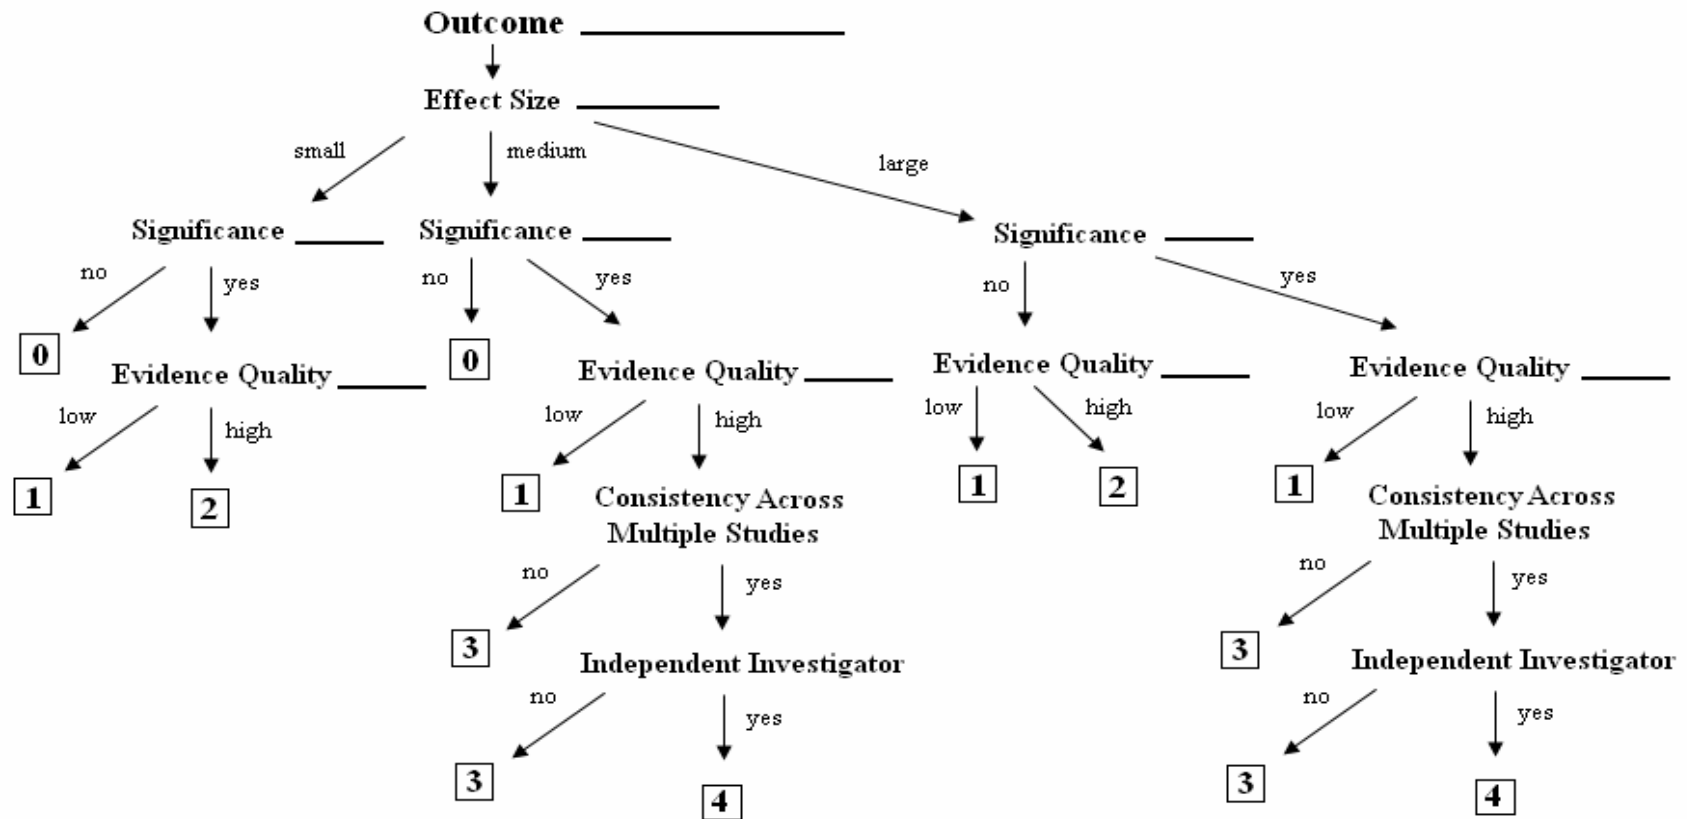 Outcome
Effect Size
small
medium
large
Significance
Significance
Significance
no
yes
no
yes
no
yes
0
Evidence Quality
0
Evidence Quality
Evidence Quality
Evidence Quality
low
high
low
high
low
high
low
high
1
2
1
Consistency Across
Multiple Studies
1
2
1
Consistency Across
Multiple Studies
no
yes
no
yes
3
Independent Investigator
3
Independent Investigator
no
yes
no
yes
3
4
3
4